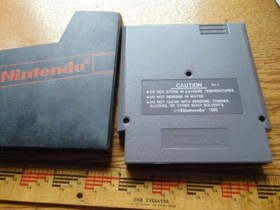 Nintendo®
CAUTION
DO NOT STORE IN EXTREME TEMPERATURES.
DO NOT IMMERSE IN WATER.
DO NOT CLEAN WITH BENZENE, THINNER,
ALCOHOL OR OTHER SUCH SOLVENTS.
©Nintendo® 1985
THE